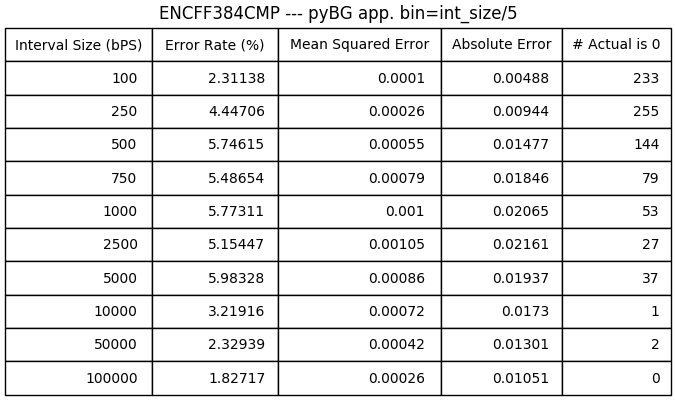 ENCFF384CMP --- pyBG app. bin=int_size/5
Interval Size (bPS) Error Rate (%) Mean Squared Error Absolute Error # Actual is 0
100 2.31138 0.0001 0.00488 233
250 4.44706 0.00026 0.00944 255
500 5.74615 0.00055 0.01477 144
750 5.48654 0.00079 0.01846 79
1000 5.77311 0.001 0.02065 53
2500 5.15447 0.00105 0.02161 27
5000 5.98328 0.00086 0.01937 37
10000 3.21916 0.00072 0.0173 1
50000 2.32939 0.00042 0.01301 2
100000 1.82717 0.00026 0.01051 0